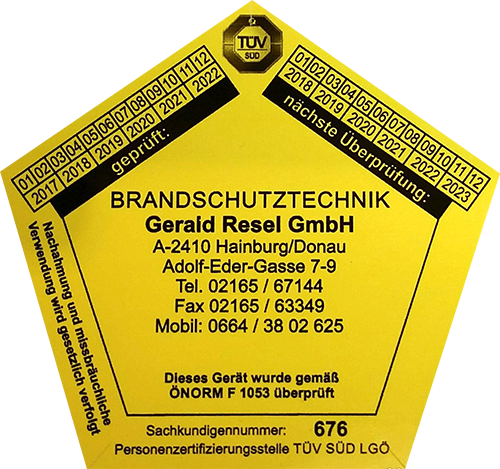 TÜV
SÜD
01 02 03 04 05 06 07 08 09 10 11 12
2017 2018 2019 2020 2021 2022
geprüft:
01 02 03 04 05 06 07 08 09 10 11 12
2018 2019 2020 2021 2022 2023
nächste Überprüfung:
BRANDSCHUTZTECHNIK
Gerald Resel GmbH
A-2410 Hainburg/Donau
Adolf-Eder-Gasse 7-9
Tel. 02165 / 67144
Fax 02165 / 63349
Mobil: 0664 / 38 02 625
Nachahmung und missbräuchliche
Verwendung wird gesetzlich verfolgt
Dieses Gerät wurde gemäß
ÖNORM F 1053 überprüft
Sachkundigennummer: 676
Personenzertifizierungsstelle TÜV SÜD LGÖ